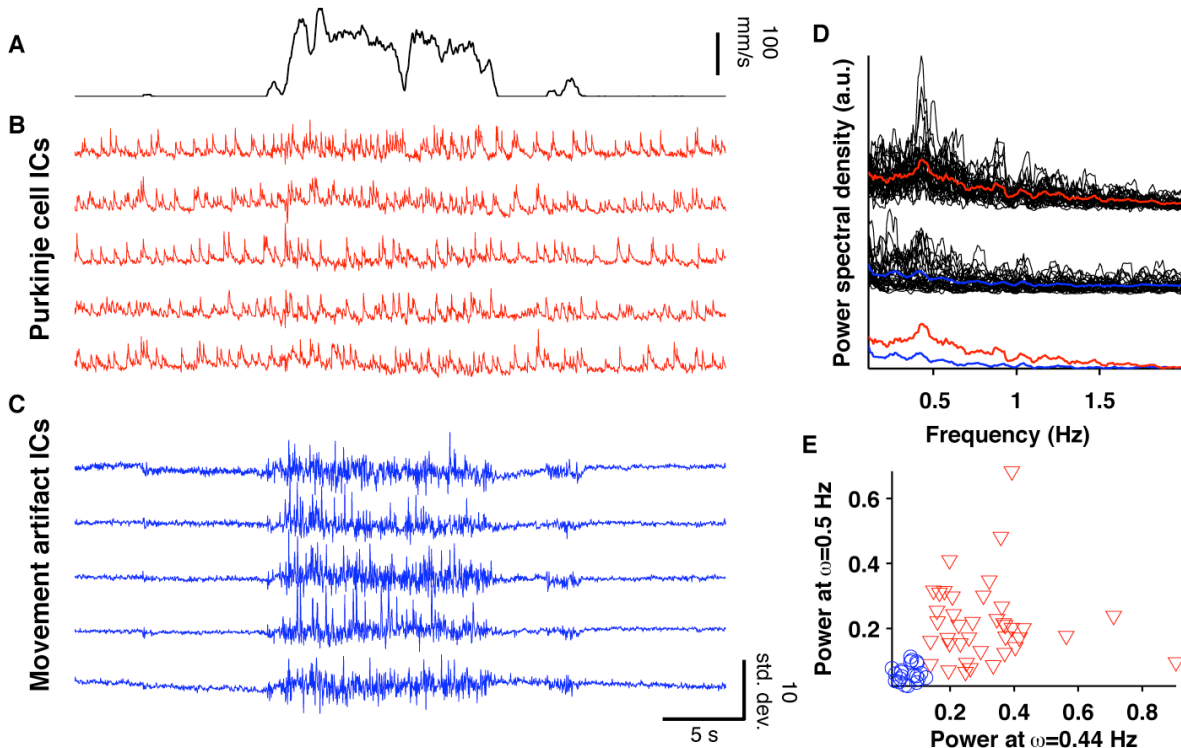 A
100
mm/s
B
Purkinje cell ICs
C
Movement artifact ICs
10
std. dev.
5 s
D
Power spectral density (a.u.)
0.5
1
1.5
Frequency (Hz)
E
Power at ω=0.5 Hz
0.6
0.4
0.2
0.2
0.4
0.6
0.8
Power at ω=0.44 Hz